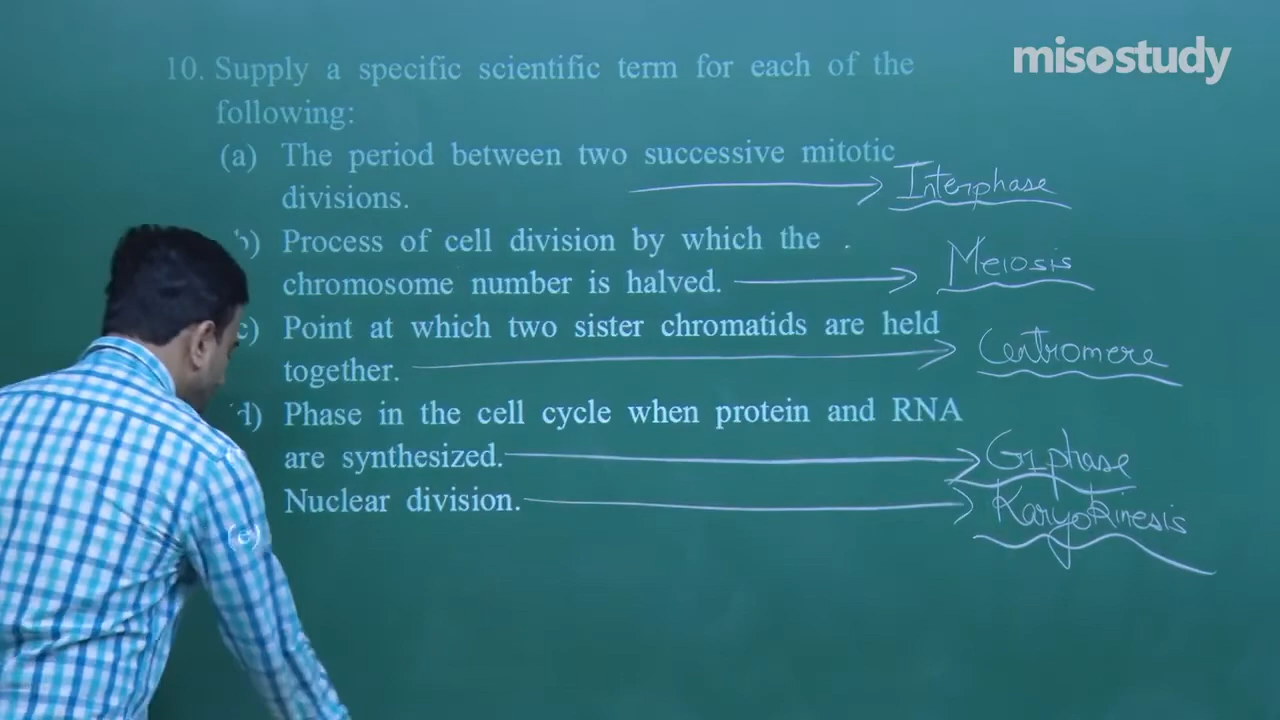 misostudy
10. Supply a specific scientific term for each of the
following:
(a) The period between two successive mitotic
divisions. Interphase
b) Process of cell division by which the .
chromosome number is halved. Meiosis
c) Point at which two sister chromatids are held
together. Centromere
d) Phase in the cell cycle when protein and RNA
are synthesized. G1 phase
(e) Nuclear division. Karyokinesis